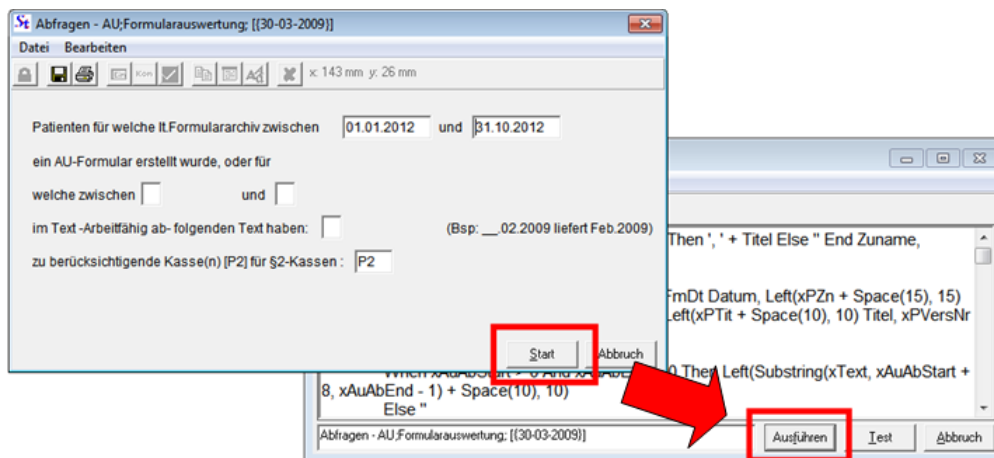 St Abfragen - AU;Formularauswertung; [[(30-03-2009)]
Datei Bearbeiten
Kon x: 143 mm y: 26 mm
Patienten für welche lt.Formulararchiv zwischen 01.01.2012 und 31.10.2012
ein AU-Formular erstellt wurde, oder für
welche zwischen und
im Text -Arbeitfähig ab- folgenden Text haben: (Bsp: __.02.2009 liefert Feb.2009)
zu berücksichtigende Kasse(n) [P2] für §2-Kassen : P2
Start Abbruch
Then ', ' + Titel Else '' End Zuname,
FmDt Datum, Left(xPZn + Space(15), 15)
Left(xPTit + Space(10), 10) Titel, xPVersNr
0 Then Left(Substring(xText, xAuAbStart +
8, xAuAbEnd - 1) + Space(10), 10)
Else ''
Abfragen - AU;Formularauswertung; [[(30-03-2009)] Ausführen Test Abbruch